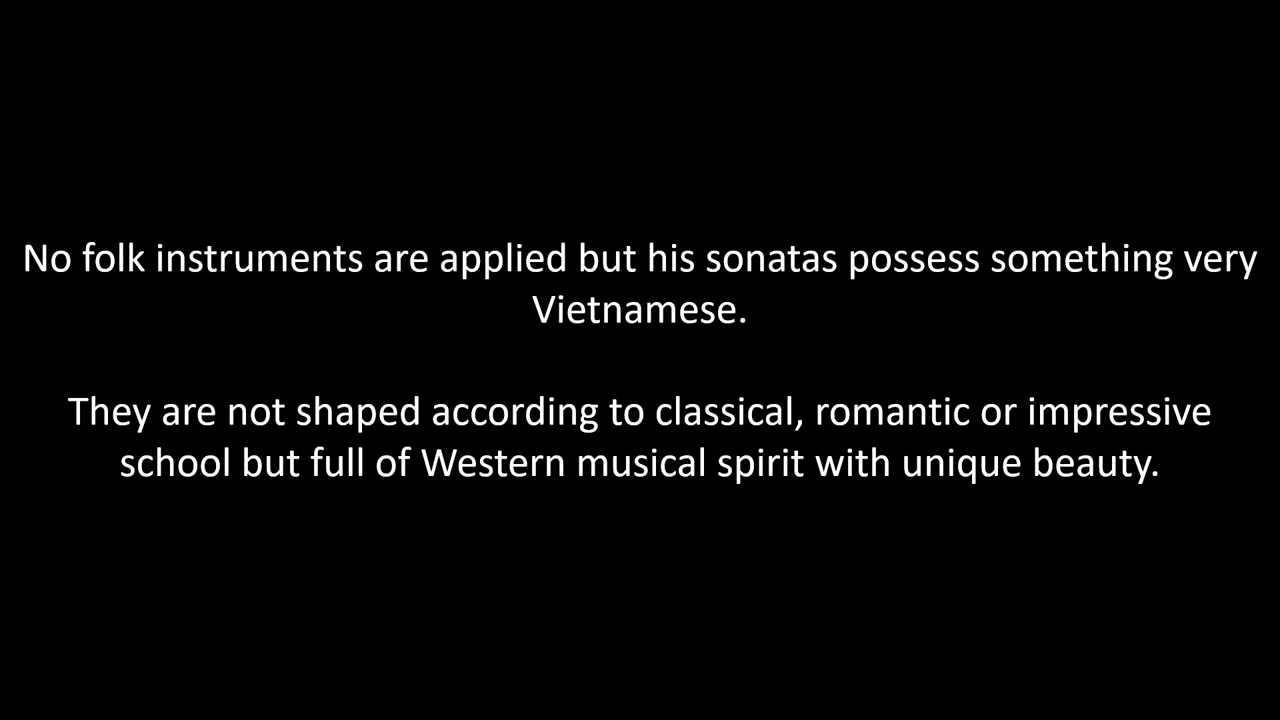 No folk instruments are applied but his sonatas possess something very
Vietnamese.
They are not shaped according to classical, romantic or impressive
school but full of Western musical spirit with unique beauty.